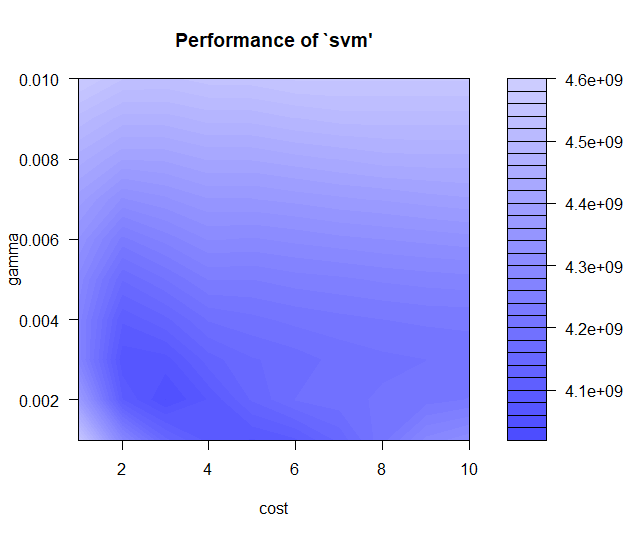 Performance of `svm'
0.010
0.008
0.006
0.004
0.002
gamma
2
4
6
8
10
cost
4.6e+09
4.5e+09
4.4e+09
4.3e+09
4.2e+09
4.1e+09